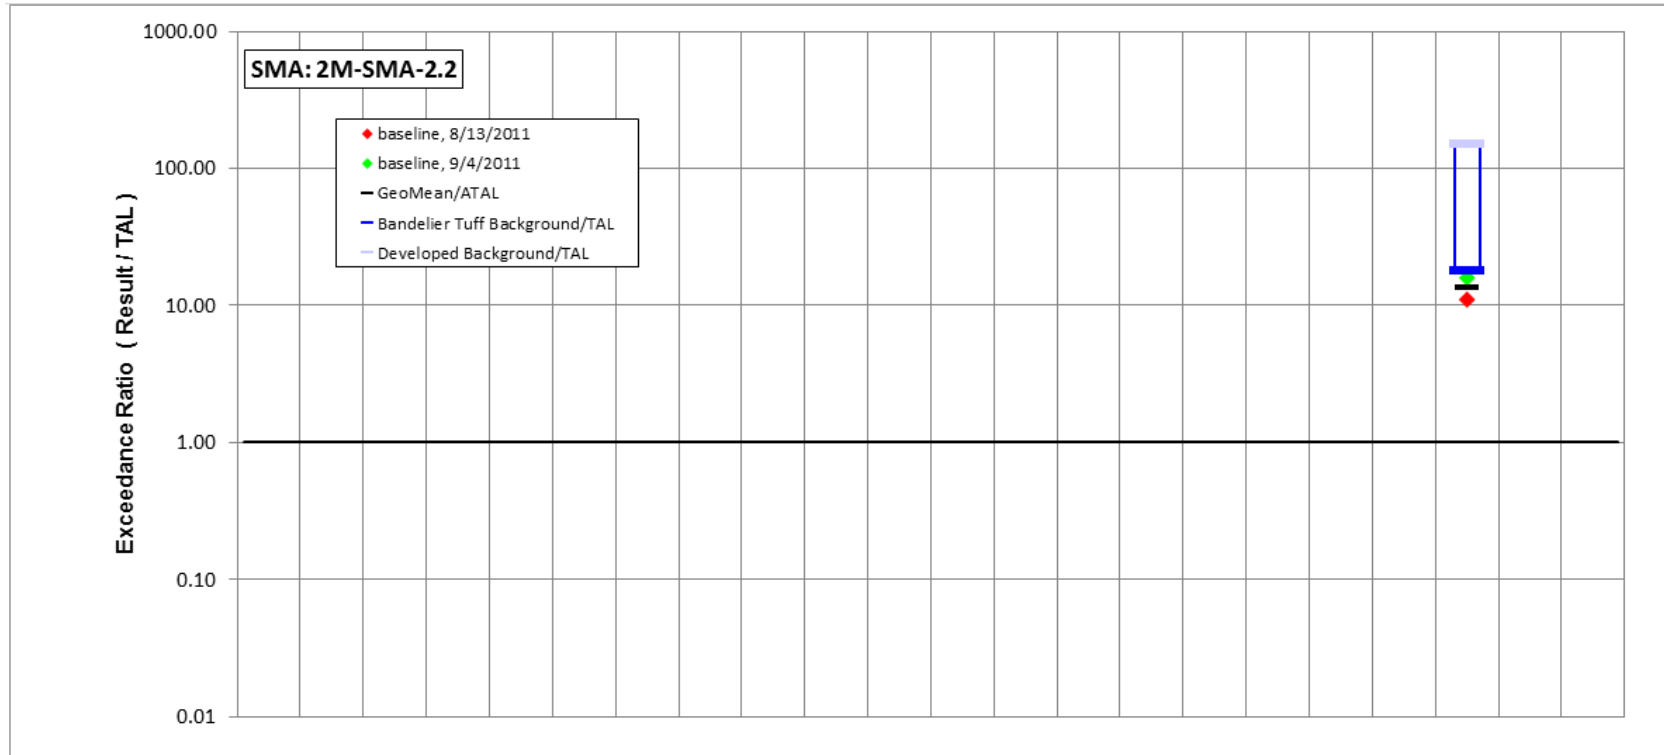 1000.00
SMA: 2M-SMA-2.2
baseline, 8/13/2011
baseline, 9/4/2011
GeoMean/ATAL
Bandelier Tuff Background/TAL
Developed Background/TAL
100.00
10.00
1.00
0.10
0.01
Exceedance Ratio ( Result / TAL )